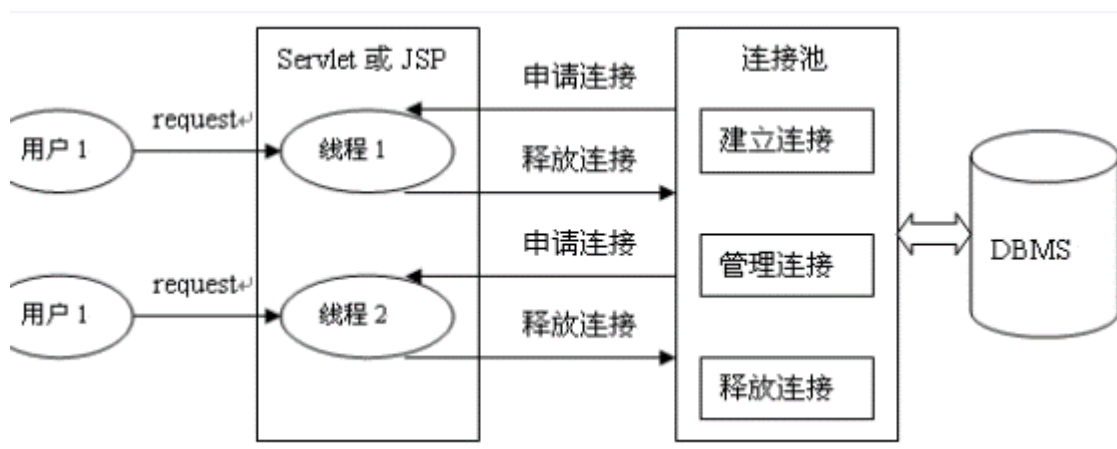 Servlet 或 JSP
连接池
申请连接
request↵
用户 1
线程 1
建立连接
释放连接
申请连接
管理连接
DBMS
request↵
用户 1
线程 2
释放连接
释放连接